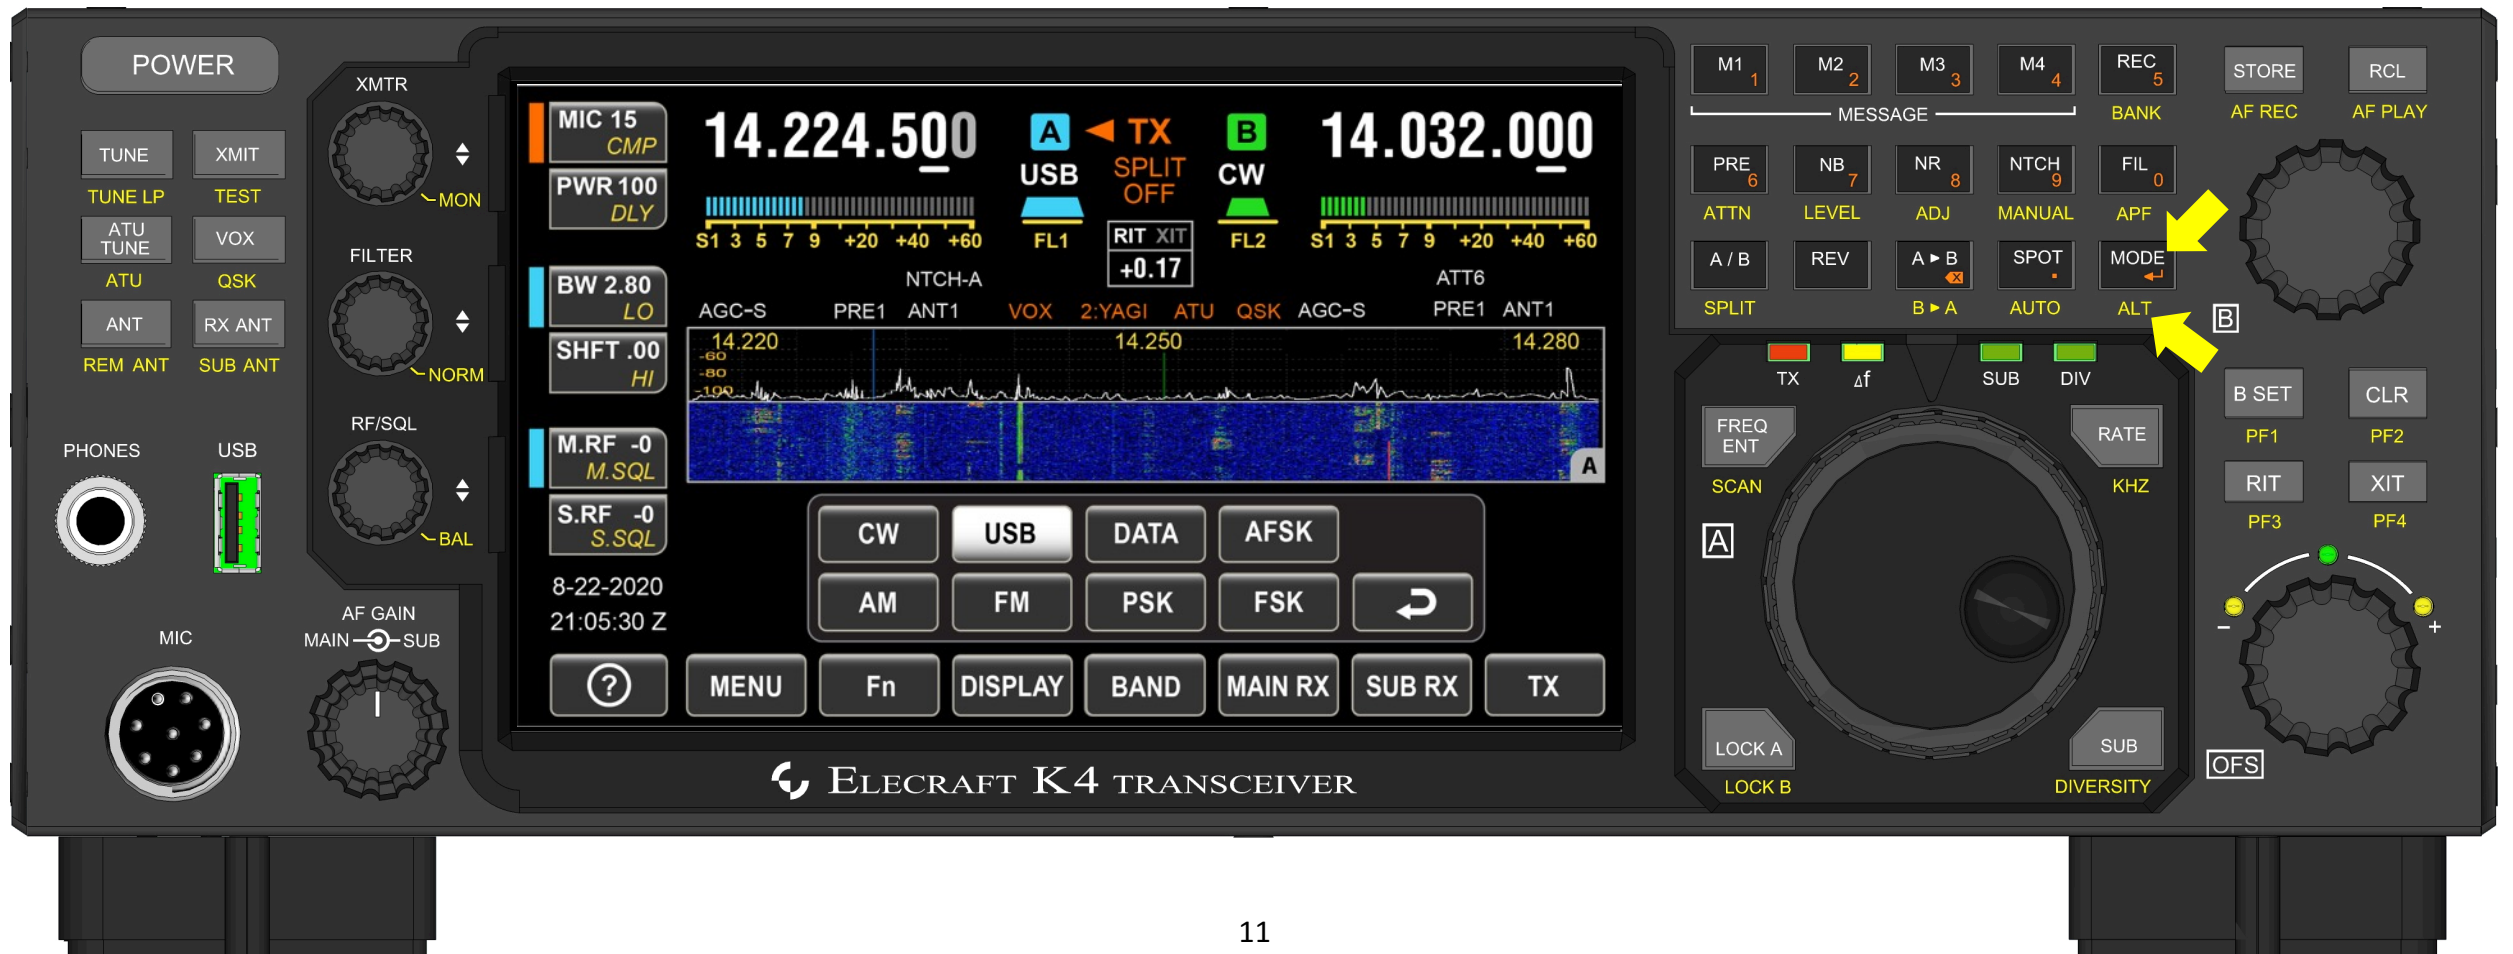 POWER
TUNE XMIT
TUNE LP TEST
ATU TUNE VOX
ATU QSK
ANT RX ANT
REM ANT SUB ANT
PHONES USB
MIC
XMTR
MON
FILTER
NORM
RF/SQL
BAL
AF GAIN
MAIN SUB
MIC 15
CMP
PWR 100
DLY
BW 2.80
LO
SHFT .00
HI
M.RF -0
M.SQL
S.RF -0
S.SQL
8-22-2020
21:05:30 Z
14.224.500 A TX B 14.032.000
USB SPLIT OFF CW
S1 3 5 7 9 +20 +40 +60 FL1 RIT XIT FL2 S1 3 5 7 9 +20 +40 +60
+0.17
NTCH-A ATT6
AGC-S PRE1 ANT1 VOX 2:YAGI ATU QSK AGC-S PRE1 ANT1
14.220 14.250 14.280
-60
-80
-100
A
CW USB DATA AFSK
AM FM PSK FSK
? MENU Fn DISPLAY BAND MAIN RX SUB RX TX
ELECRAFT K4 TRANSCEIVER
M1 1 M2 2 M3 3 M4 4 REC 5
MESSAGE BANK
PRE 6 NB 7 NR 8 NTCH 9 FIL 0
ATTN LEVEL ADJ MANUAL APF
A / B REV A ► B SPOT . MODE
SPLIT B ► A AUTO ALT
TX Δf SUB DIV
FREQ ENT RATE
SCAN KHZ
A
LOCK A SUB
LOCK B DIVERSITY
STORE RCL
AF REC AF PLAY
B
B SET CLR
PF1 PF2
RIT XIT
PF3 PF4
- +
OFS
11